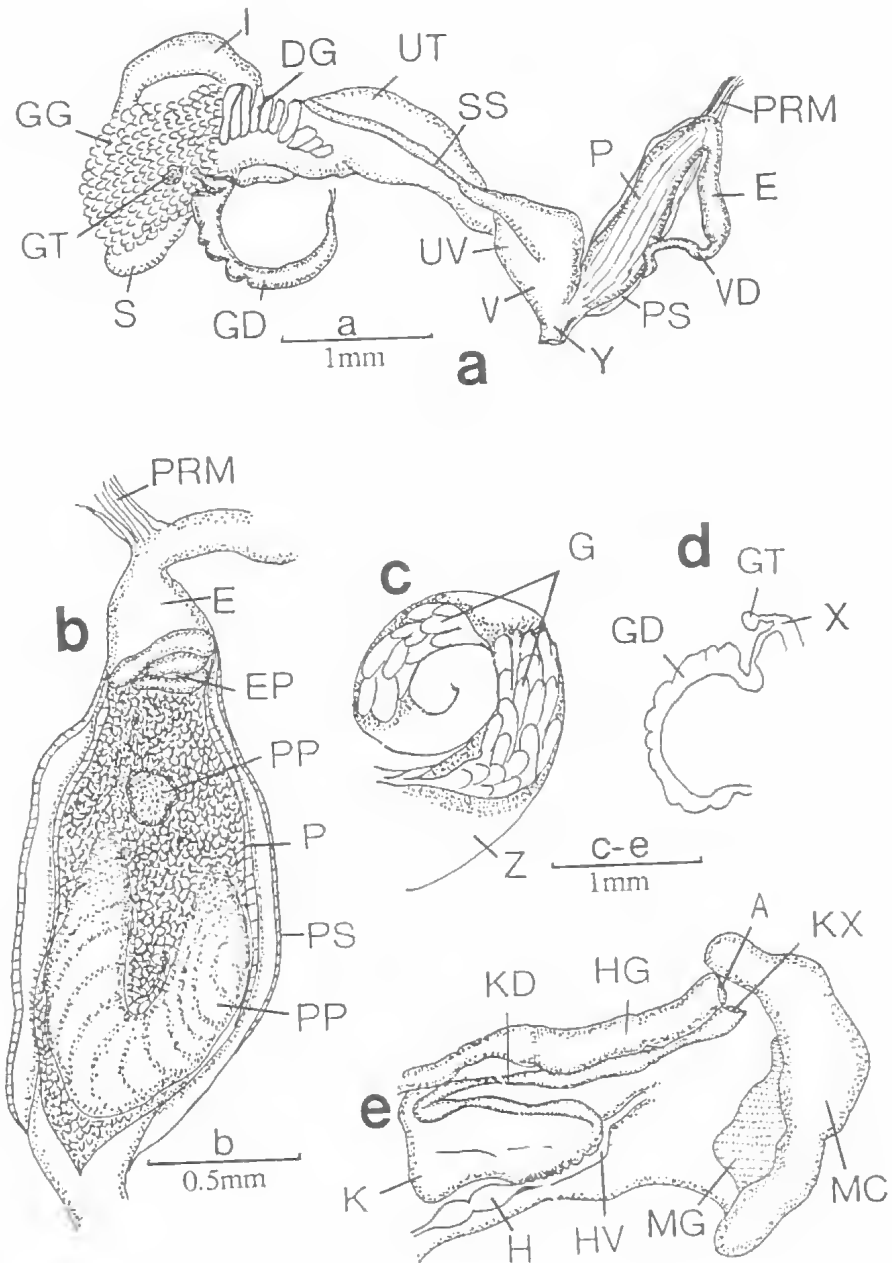 I
DG
UT
GG
SS
PRM
P
E
GT
UV
VD
S
GD
V
PS
Y
a
1mm
a
PRM
E
b
EP
PP
P
PS
PP
b
0.5mm
c
G
d
GT
GD
X
Z
c-e
1mm
A
KX
KD
HG
e
K
H
HV
MG
MC